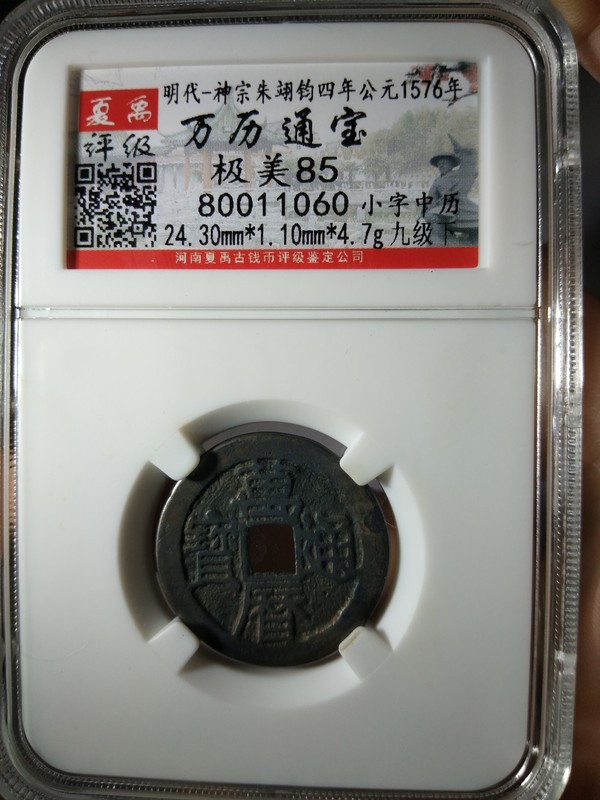 夏禹
评级
明代-神宗朱翊钧四年公元1576年
万历通宝
极美85
80011060 小字中历
24.30mm*1.10mm*4.7g 九级下
河南夏禹古钱币评级鉴定公司
萬曆通寶